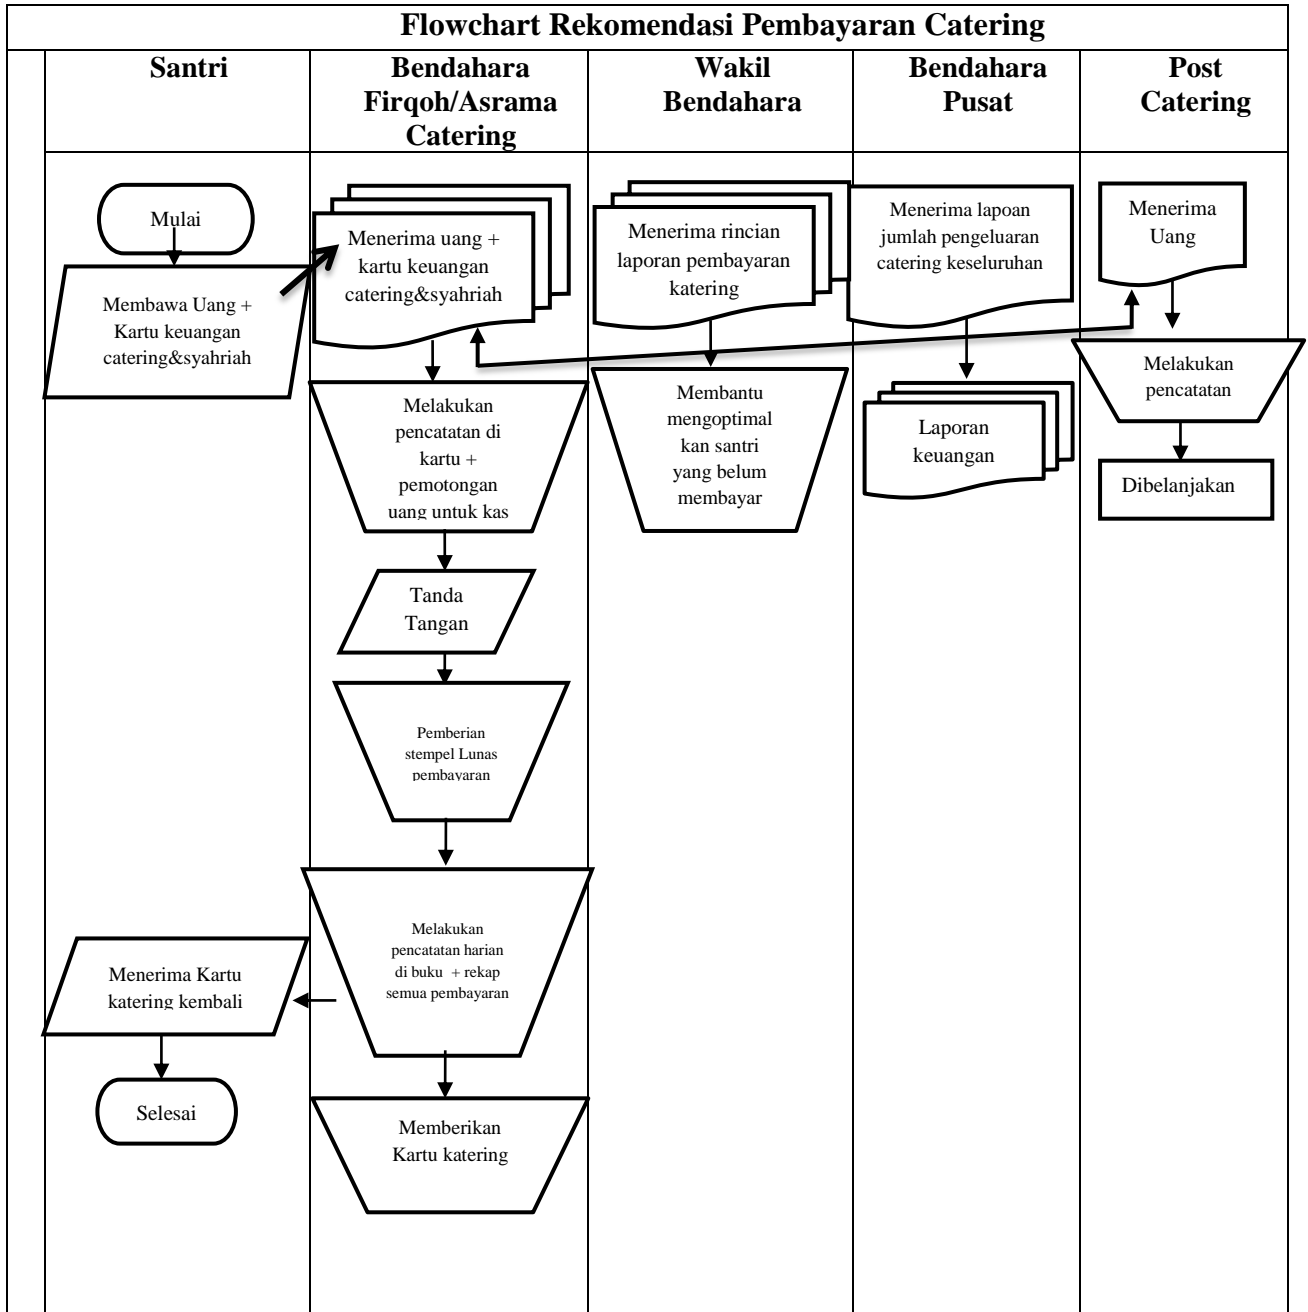 Flowchart Rekomendasi Pembayaran Catering
Santri
Bendahara
Firqoh/Asrama
Catering
Wakil
Bendahara
Bendahara
Pusat
Post
Catering
Mulai
Membawa Uang +
Kartu keuangan
catering&syahriah
Menerima Kartu
katering kembali
Selesai
Menerima uang +
kartu keuangan
catering&syahriah
Melakukan
pencatatan di
kartu +
pemotongan
uang untuk kas
Tanda
Tangan
Pemberian
stempel Lunas
pembayaran
Melakukan
pencatatan harian
di buku + rekap
semua pembayaran
Memberikan
Kartu katering
Menerima rincian
laporan pembayaran
katering
Membantu
mengoptimal
kan santri
yang belum
membayar
Menerima lapoan
jumlah pengeluaran
catering keseluruhan
Laporan
keuangan
Menerima
Uang
Melakukan
pencatatan
Dibelanjakan